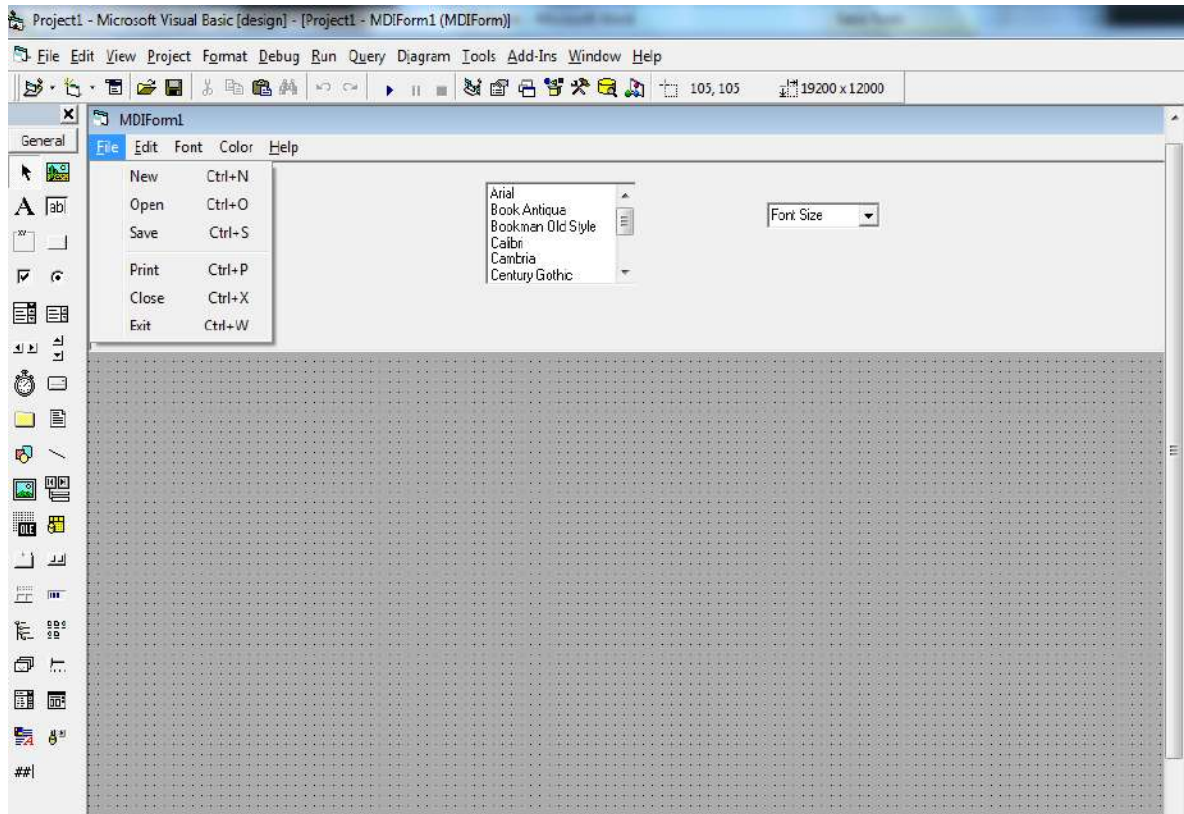 Project1 - Microsoft Visual Basic [design] - [Project1 - MDIForm1 (MDIForm)]
File Edit View Project Format Debug Run Query Diagram Tools Add-Ins Window Help
105, 105 19200 x 12000
General
MDIForm1
File Edit Font Color Help
New Ctrl+N
Open Ctrl+O
Save Ctrl+S
Print Ctrl+P
Close Ctrl+X
Exit Ctrl+W
Arial
Book Antiqua
Bookman Old Style
Calibri
Cambria
Century Gothic
Font Size
A ab
xv
OLE
##